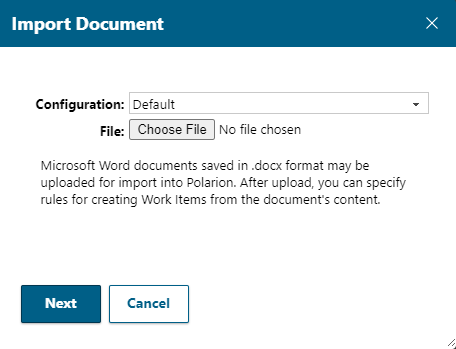 Import Document
Configuration: Default
File: Choose File No file chosen
Microsoft Word documents saved in .docx format may be
uploaded for import into Polarion. After upload, you can specify
rules for creating Work Items from the document's content.
Next Cancel